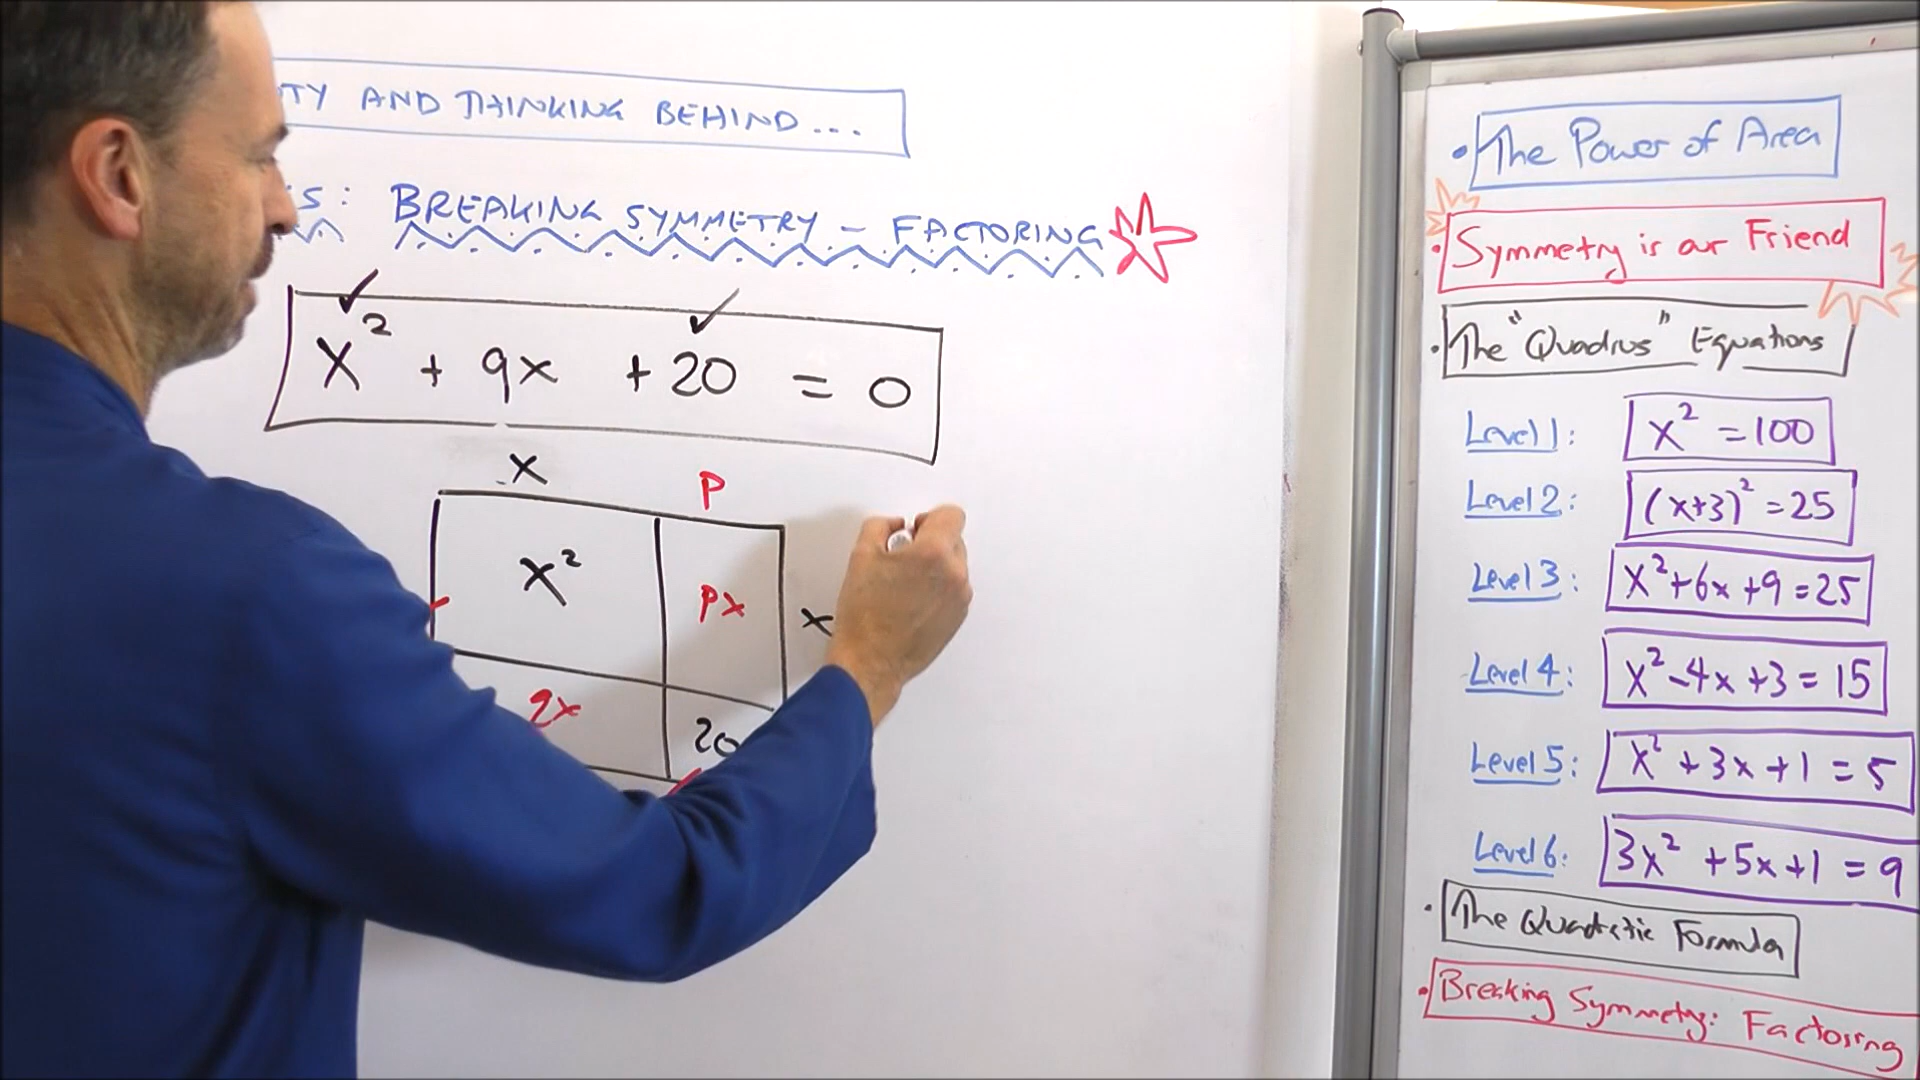 AND THINKING BEHIND...
S: BREAKING SYMMETRY - FACTORING
x² + 9x + 20 = 0
x
P
x²
Px
x
qx
20
• The Power of Area
• Symmetry is our Friend
• The "Quadrus" Equations
Level 1: x² = 100
Level 2: (x+3)² = 25
Level 3: x² + 6x + 9 = 25
Level 4: x² - 4x + 3 = 15
Level 5: x² + 3x + 1 = 5
Level 6: 3x² + 5x + 1 = 9
• The Quadratic Formula
• Breaking Symmetry: Factoring